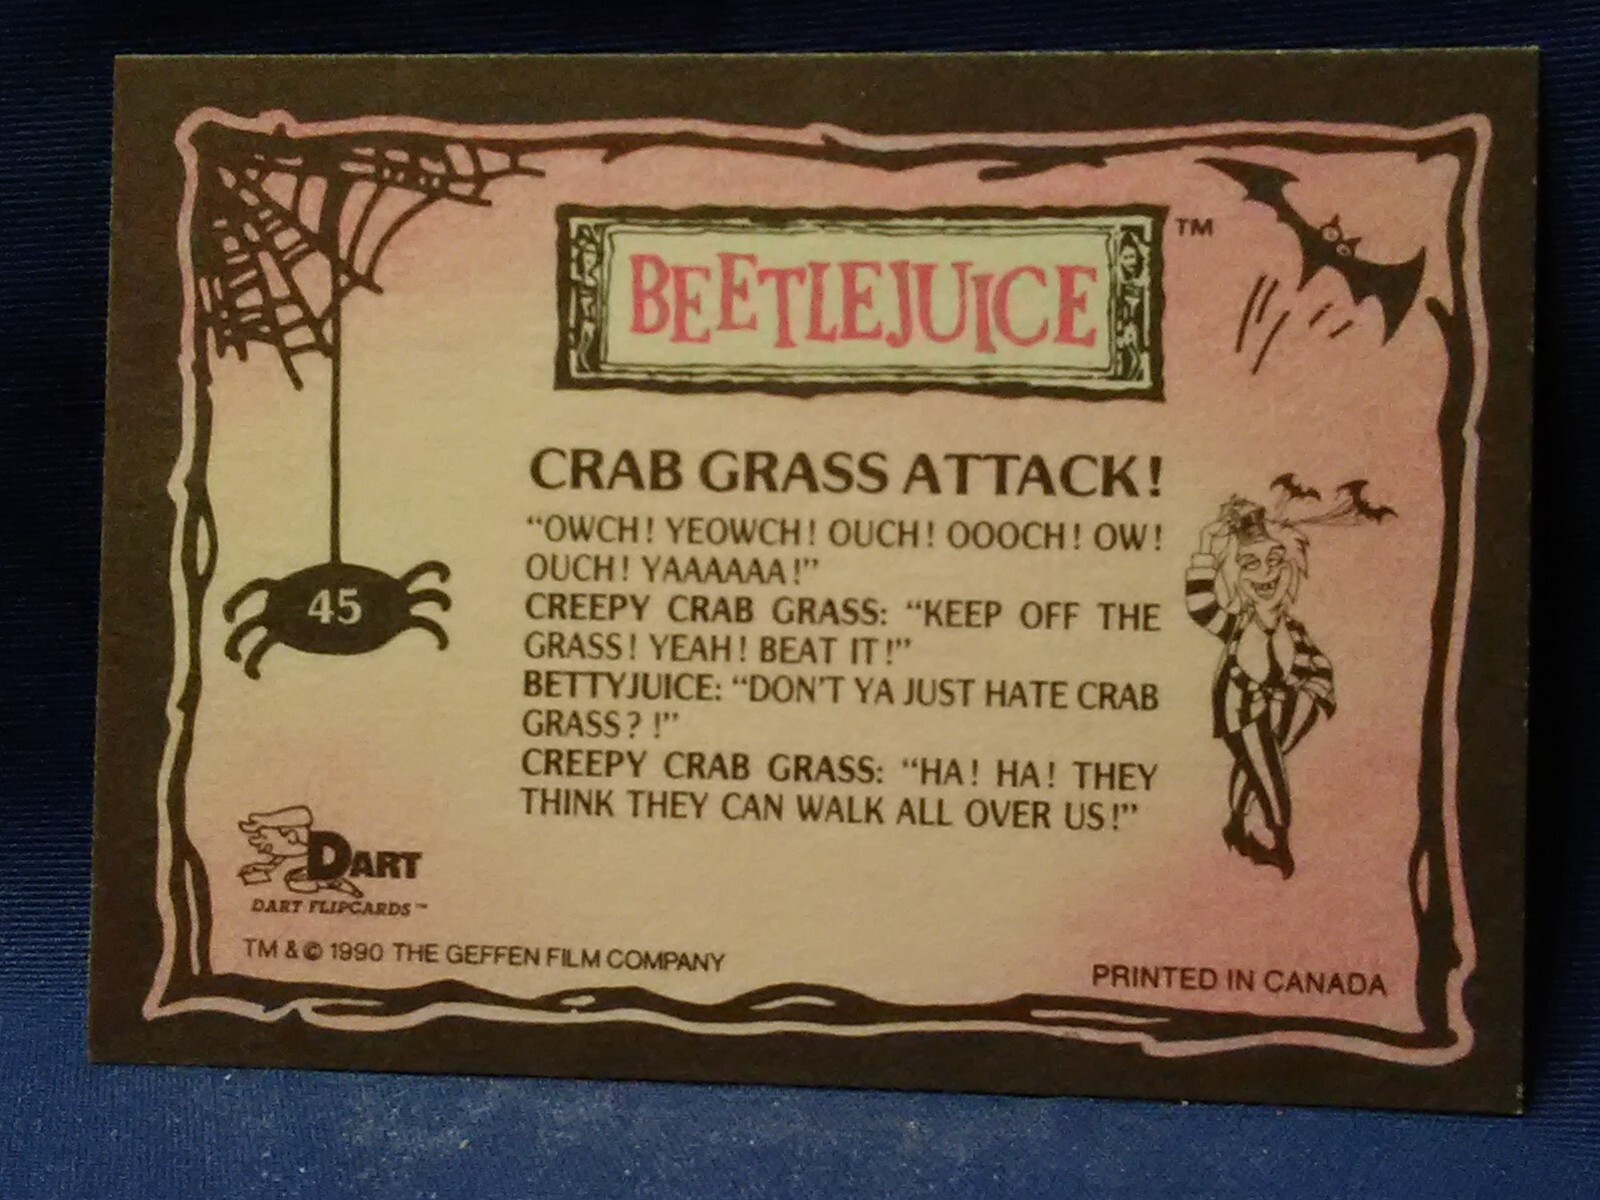 BEETLEJUICE TM
CRAB GRASS ATTACK!
"OWCH! YEOWCH! OUCH! OOOCH! OW!
OUCH! YAAAAAA!"
CREEPY CRAB GRASS: "KEEP OFF THE
GRASS! YEAH! BEAT IT!"
BETTYJUICE: "DON'T YA JUST HATE CRAB
GRASS?!"
CREEPY CRAB GRASS: "HA! HA! THEY
THINK THEY CAN WALK ALL OVER US!"
45
DART
DART FLIPCARDS™
TM & © 1990 THE GEFFEN FILM COMPANY
PRINTED IN CANADA